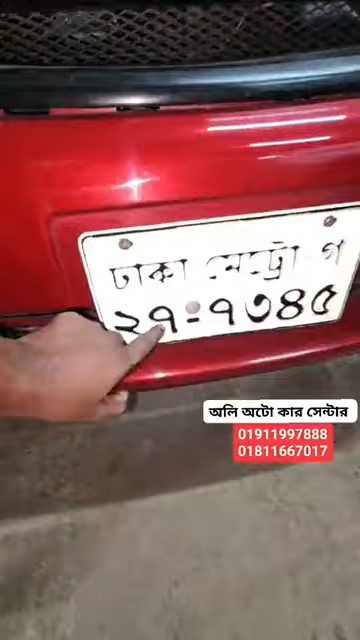 ঢাকা মেট্রো গ
২৭-৭৩৪৫
অলি অটো কার সেন্টার
01911997888
01811667017